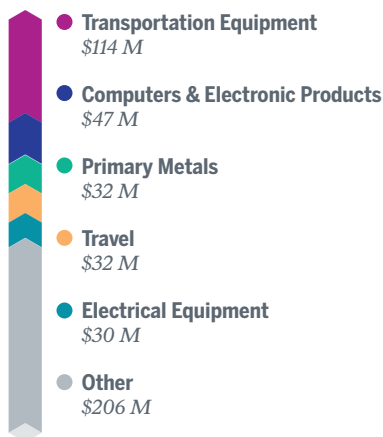 Transportation Equipment
$114 M
Computers & Electronic Products
$47 M
Primary Metals
$32 M
Travel
$32 M
Electrical Equipment
$30 M
Other
$206 M